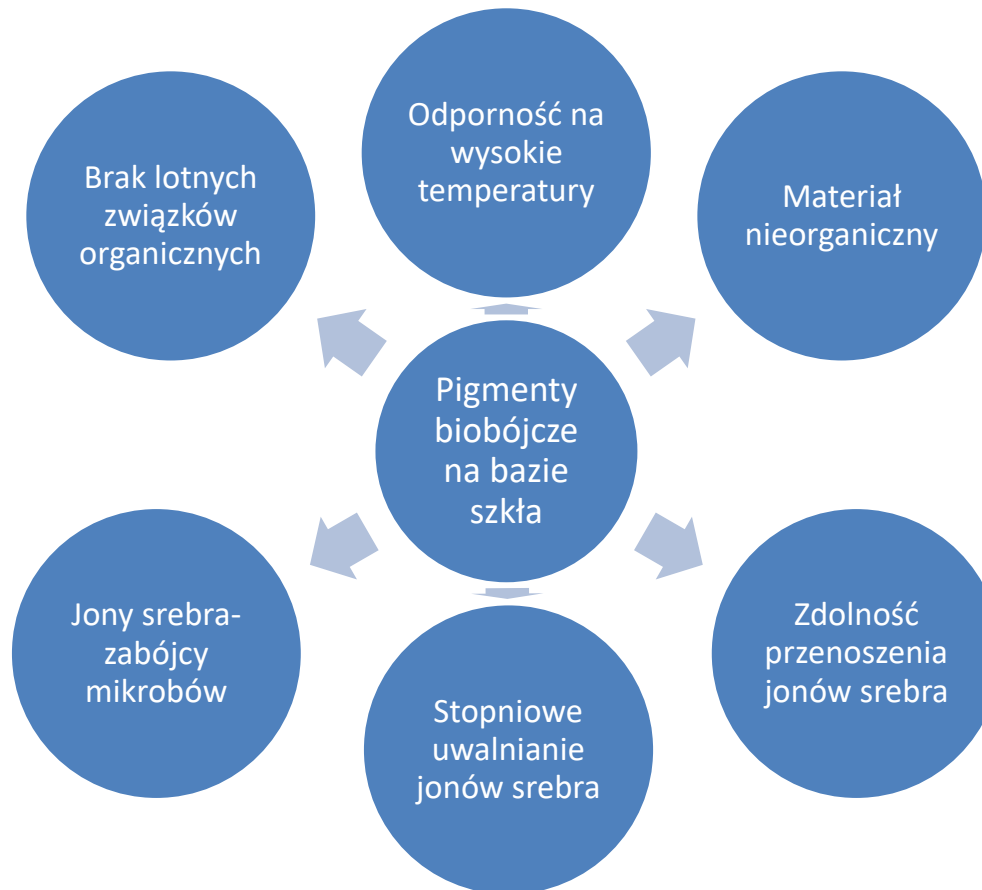 Odporność na
wysokie
temperatury
Brak lotnych
związków
organicznych
Materiał
nieorganiczny
Pigmenty
biobójcze
na bazie
szkła
Jony srebra-
zabójcy
mikrobów
Zdolność
przenoszenia
jonów srebra
Stopniowe
uwalnianie
jonów srebra